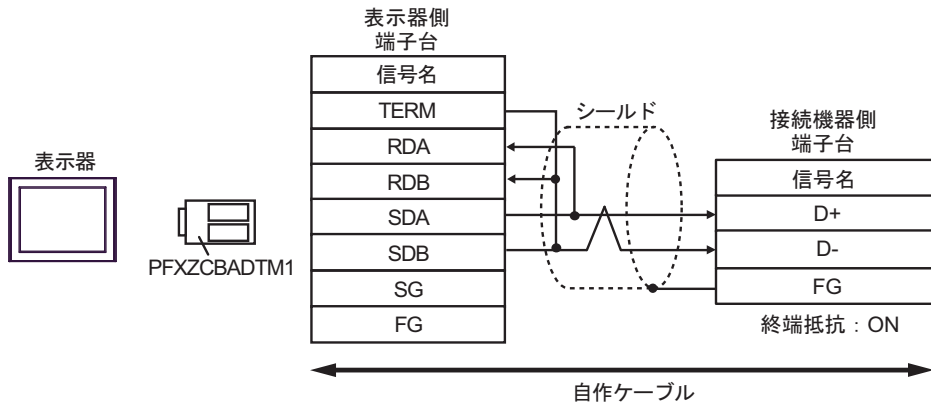 表示器
PFXZCBADTM1
表示器側
端子台
信号名
TERM
RDA
RDB
SDA
SDB
SG
FG
シールド
接続機器側
端子台
信号名
D+
D-
FG
終端抵抗：ON
自作ケーブル